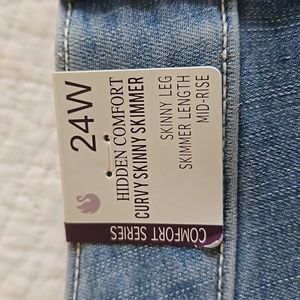 24W
HIDDEN COMFORT
CURVY SKINNY SKIMMER
SKINNY LEG
SKIMMER LENGTH
MID-RISE
COMFORT SERIES